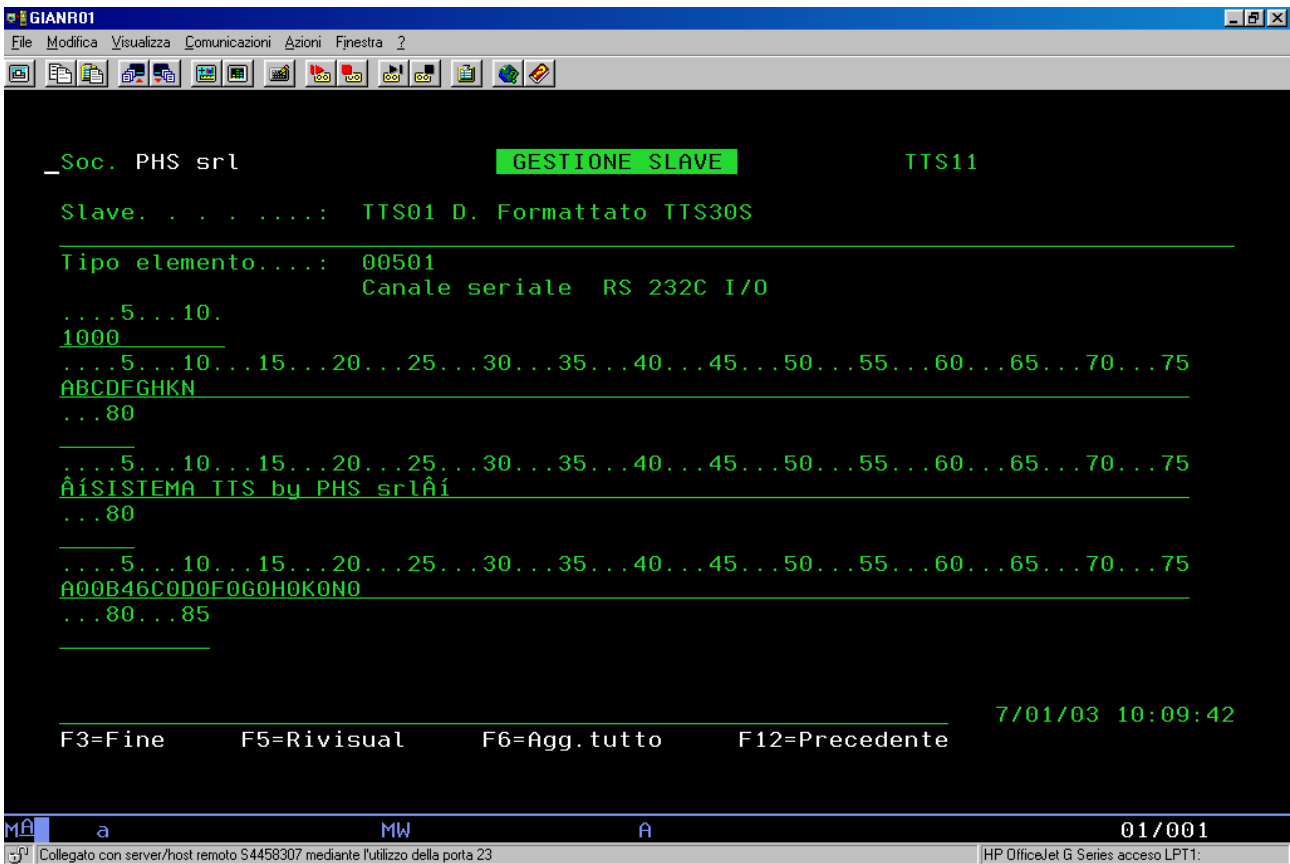 GIANR01
File Modifica Visualizza Comunicazioni Azioni Finestra ?
_Soc. PHS srl GESTIONE SLAVE TTS11
Slave. . . . ....: TTS01 D. Formattato TTS30S
Tipo elemento....: 00501
Canale seriale RS 232C I/O
....5...10.
1000
....5...10...15...20...25...30...35...40...45...50...55...60...65...70...75
ABCDFGHKN
...80
....5...10...15...20...25...30...35...40...45...50...55...60...65...70...75
ÂíSISTEMA TTS by PHS srlÂí
...80
....5...10...15...20...25...30...35...40...45...50...55...60...65...70...75
A00B46C0D0F0G0H0K0N0
...80...85
7/01/03 10:09:42
F3=Fine F5=Rivisual F6=Agg.tutto F12=Precedente
MA a MW A 01/001
Collegato con server/host remoto S4458307 mediante l'utilizzo della porta 23 HP OfficeJet G Series acceso LPT1: